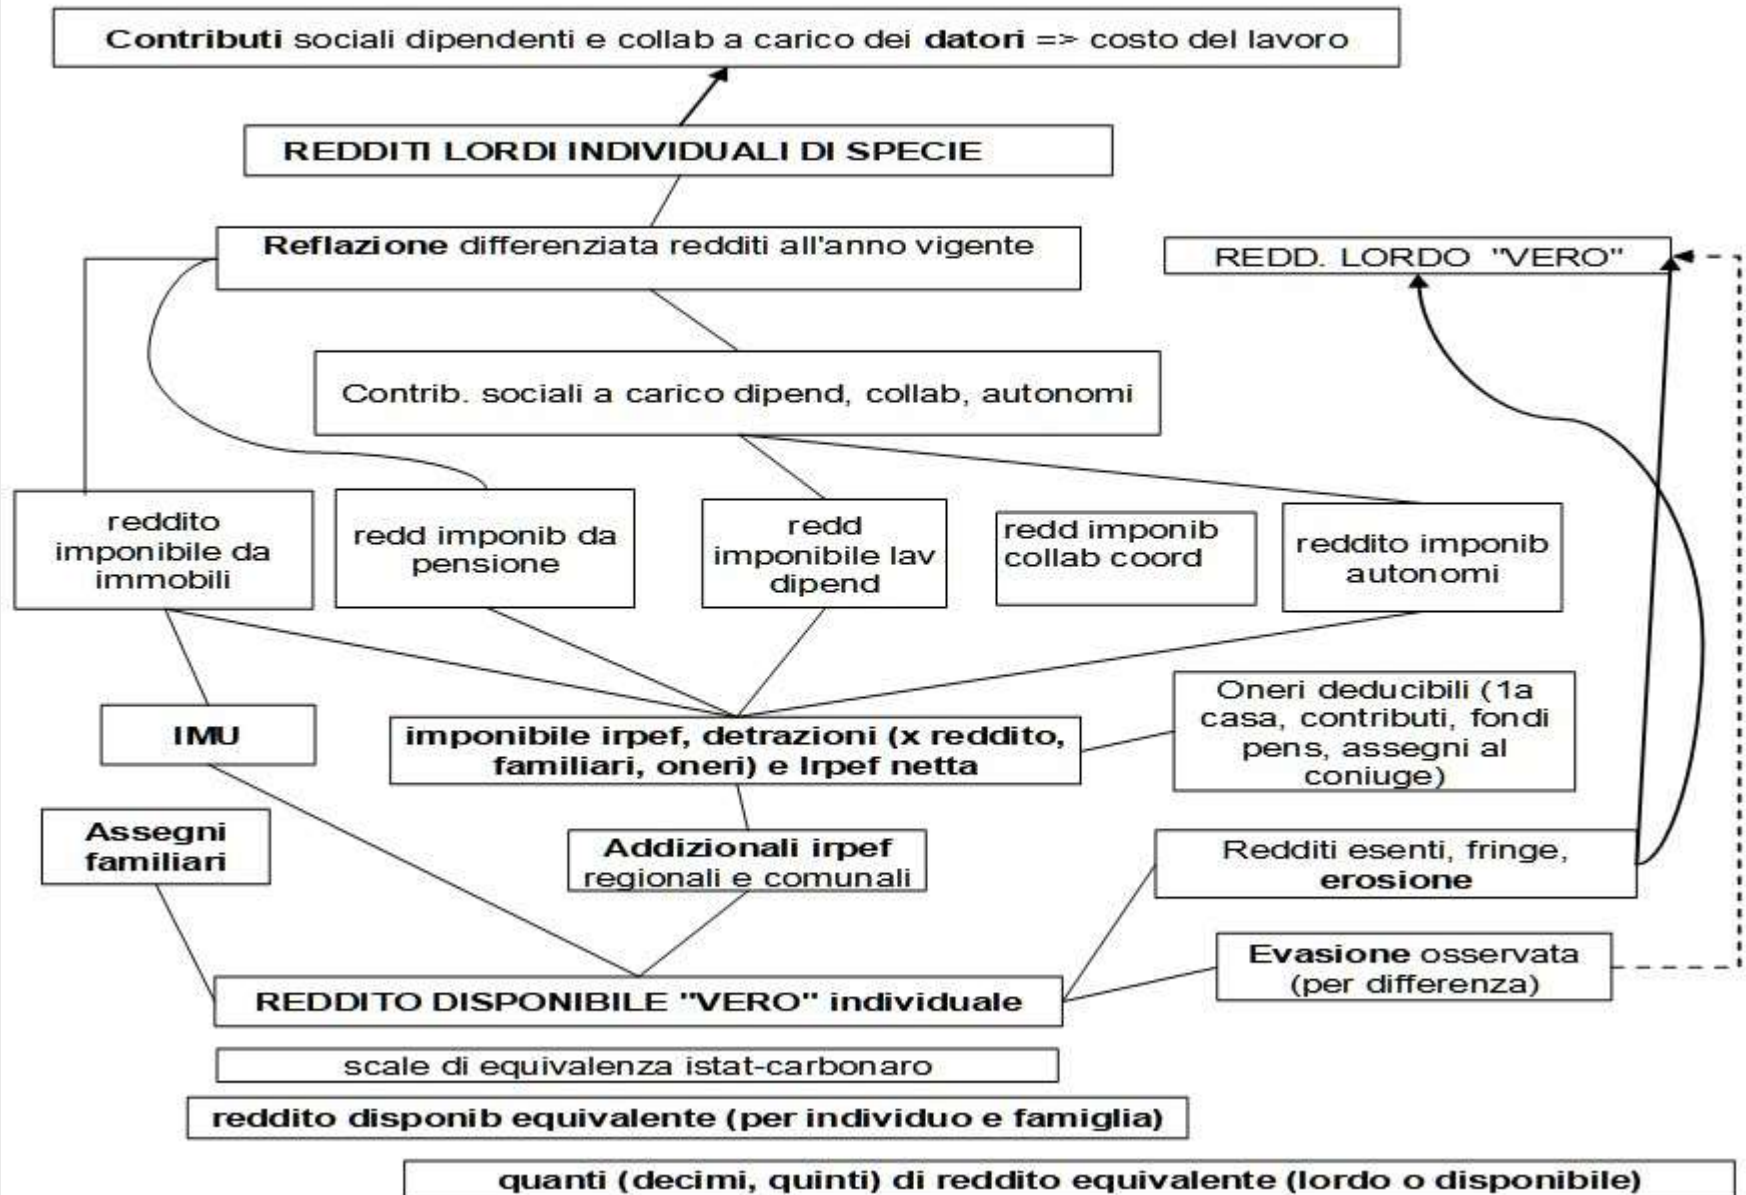 Contributi sociali dipendenti e collab a carico dei datori => costo del lavoro
REDDITI LORDI INDIVIDUALI DI SPECIE
Reflazione differenziata redditi all'anno vigente
REDD. LORDO "VERO"
Contrib. sociali a carico dipend, collab, autonomi
reddito
imponibile da
immobili
redd imponib da
pensione
redd
imponibile lav
dipend
redd imponib
collab coord
reddito imponib
autonomi
IMU
imponibile irpef, detrazioni (x reddito,
familiari, oneri) e Irpef netta
Oneri deducibili (1a
casa, contributi, fondi
pens, assegni al
coniuge)
Assegni
familiari
Addizionali irpef
regionali e comunali
Redditi esenti, fringe,
erosione
Evasione osservata
(per differenza)
REDDITO DISPONIBILE "VERO" individuale
scale di equivalenza istat-carbonaro
reddito disponib equivalente (per individuo e famiglia)
quanti (decimi, quinti) di reddito equivalente (lordo o disponibile)